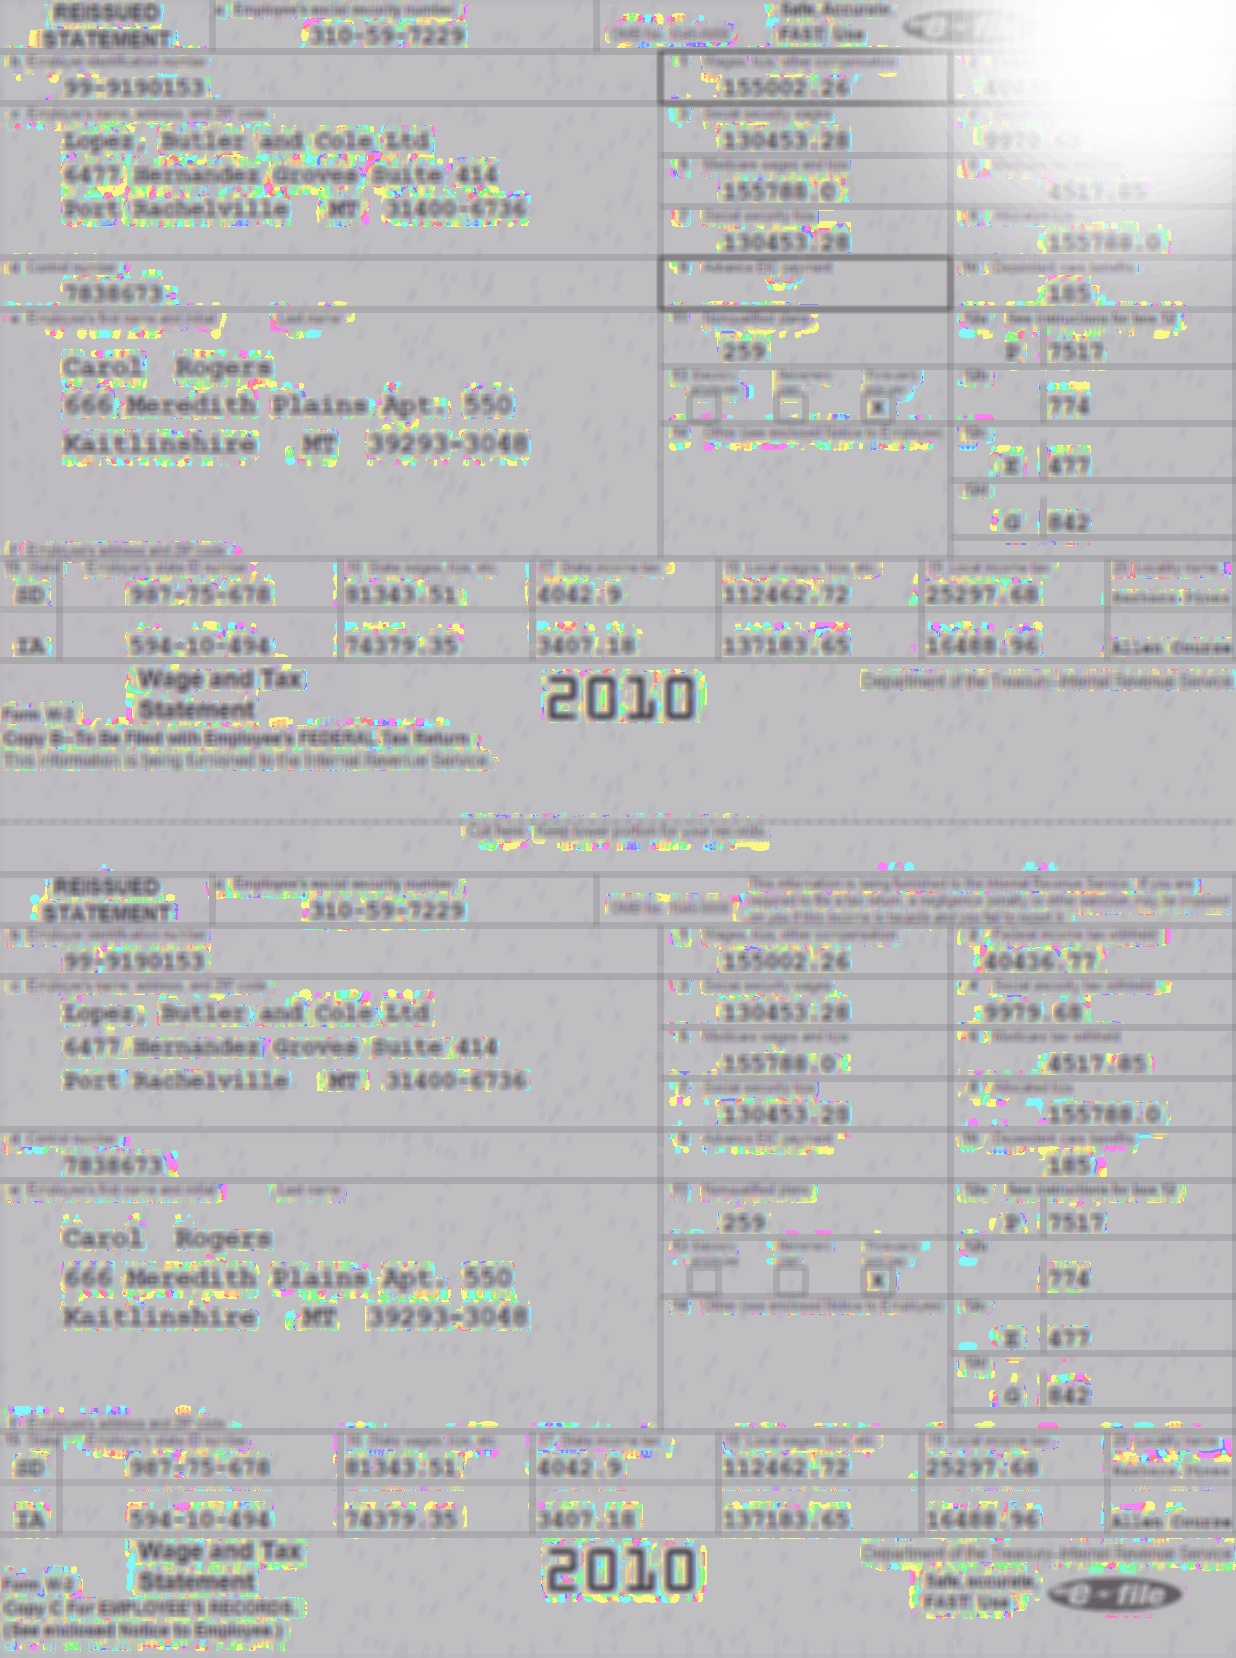 REISSUED STATEMENT
a Employee's social security number
310-59-7229
OMB No. 1545-0008
Safe, Accurate, FAST! Use
e-file
b Employer identification number
99-9190153
1 Wages, tips, other compensation
155002.26
c Employer's name, address, and ZIP code
Lopez, Butler and Cole Ltd
6477 Hernandez Groves Suite 414
Port Rachelville MT 31400-6736
3 Social security wages
130453.28
9979.68
5 Medicare wages and tips
155788.0
4517.85
7 Social security tips
130453.28
8 Allocated tips
155788.0
d Control number
7838673
9 Advance EIC payment
10 Dependent care benefits
185
e Employee's first name and initial Last name
Carol Rogers
666 Meredith Plains Apt. 550
Kaitlinshire MT 39293-3048
11 Nonqualified plans
259
12a See instructions for box 12
P 7517
13 Statutory employee Retirement plan Third-party sick pay
X
12b
774
14 Other (see enclosed Notice to Employee)
12c
E 477
12d
G 842
f Employee's address and ZIP code
15 State Employer's state ID number 16 State wages, tips, etc. 17 State income tax 18 Local wages, tips, etc. 19 Local income tax 20 Locality name
SD 987-75-678 81343.51 4042.9 112462.72 25297.68
IA 594-10-494 74379.35 3407.18 137183.65 16488.96 Allen Course
Form W-2
Wage and Tax Statement
2010
Department of the Treasury-Internal Revenue Service
Copy B—To Be Filed with Employee's FEDERAL Tax Return.
This information is being furnished to the Internal Revenue Service.
Cut here. Keep lower portion for your records.
REISSUED STATEMENT
a Employee's social security number
310-59-7229
OMB No. 1545-0008
This information is being furnished to the Internal Revenue Service. If you are
required to file a tax return, a negligence penalty or other sanction may be imposed
on you if this income is taxable and you fail to report it.
b Employer identification number
99-9190153
1 Wages, tips, other compensation
155002.26
2 Federal income tax withheld
40436.77
c Employer's name, address, and ZIP code
Lopez, Butler and Cole Ltd
6477 Hernandez Groves Suite 414
Port Rachelville MT 31400-6736
3 Social security wages
130453.28
4 Social security tax withheld
9979.68
5 Medicare wages and tips
155788.0
6 Medicare tax withheld
4517.85
7 Social security tips
130453.28
8 Allocated tips
155788.0
d Control number
7838673
9 Advance EIC payment
10 Dependent care benefits
185
e Employee's first name and initial Last name
Carol Rogers
666 Meredith Plains Apt. 550
Kaitlinshire MT 39293-3048
11 Nonqualified plans
259
12a See instructions for box 12
P 7517
13 Statutory employee Retirement plan Third-party sick pay
X
12b
774
14 Other (see enclosed Notice to Employee)
12c
E 477
12d
G 842
f Employee's address and ZIP code
15 State Employer's state ID number 16 State wages, tips, etc. 17 State income tax 18 Local wages, tips, etc. 19 Local income tax 20 Locality name
SD 987-75-678 81343.51 4042.9 112462.72 25297.68
IA 594-10-494 74379.35 3407.18 137183.65 16488.96 Allen Course
Form W-2
Wage and Tax Statement
2010
Department of the Treasury-Internal Revenue Service
Safe, accurate, FAST! Use
e-file
Copy C For EMPLOYEE'S RECORDS
(See enclosed Notice to Employee.)